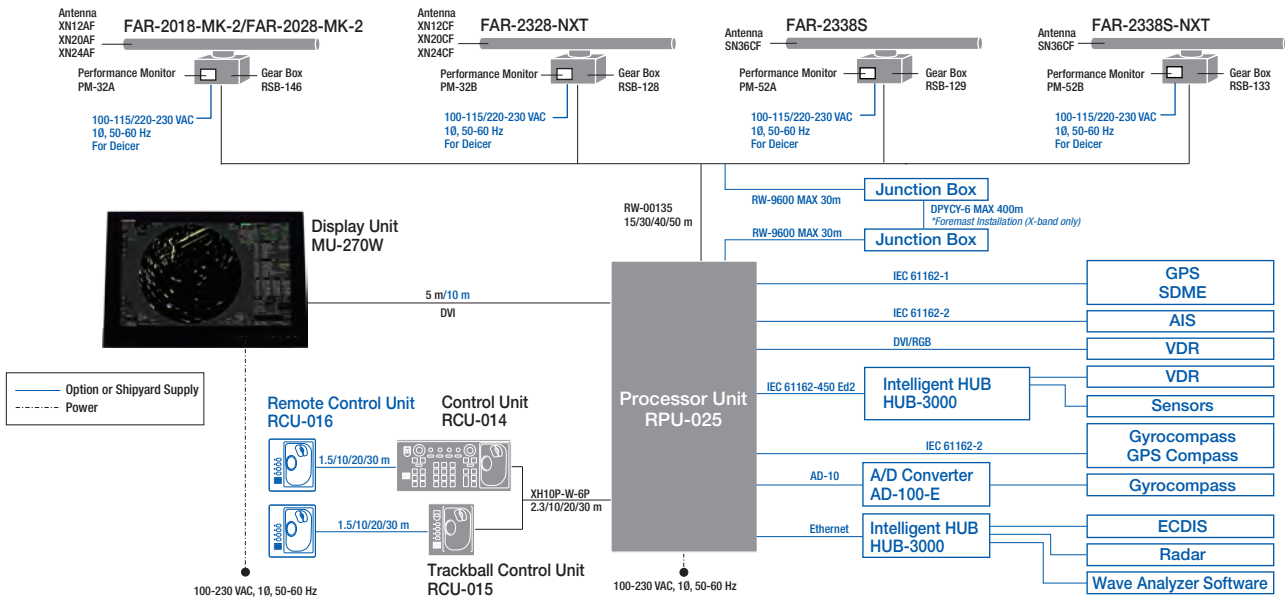 Antenna
XN12AF
XN20AF
XN24AF
FAR-2018-MK-2/FAR-2028-MK-2
Performance Monitor
PM-32A
Gear Box
RSB-146
100-115/220-230 VAC
1Ø, 50-60 Hz
For Deicer
Antenna
XN12CF
XN20CF
XN24CF
FAR-2328-NXT
Performance Monitor
PM-32B
Gear Box
RSB-128
100-115/220-230 VAC
1Ø, 50-60 Hz
For Deicer
Antenna
SN36CF
FAR-2338S
Performance Monitor
PM-52A
Gear Box
RSB-129
100-115/220-230 VAC
1Ø, 50-60 Hz
For Deicer
Antenna
SN36CF
FAR-2338S-NXT
Performance Monitor
PM-52B
Gear Box
RSB-133
100-115/220-230 VAC
1Ø, 50-60 Hz
For Deicer
RW-00135
15/30/40/50 m
RW-9600 MAX 30m
Junction Box
DPYCY-6 MAX 400m
*Foremast Installation (X-band only)
RW-9600 MAX 30m
Junction Box
Display Unit
MU-270W
5 m/10 m
DVI
Option or Shipyard Supply
Power
Remote Control Unit
RCU-016
Control Unit
RCU-014
1.5/10/20/30 m
1.5/10/20/30 m
XH10P-W-6P
2.3/10/20/30 m
Trackball Control Unit
RCU-015
100-230 VAC, 1Ø, 50-60 Hz
Processor Unit
RPU-025
100-230 VAC, 1Ø, 50-60 Hz
IEC 61162-1
GPS
SDME
IEC 61162-2
AIS
DVI/RGB
VDR
IEC 61162-450 Ed2
Intelligent HUB
HUB-3000
VDR
Sensors
IEC 61162-2
Gyrocompass
GPS Compass
AD-10
A/D Converter
AD-100-E
Gyrocompass
Ethernet
Intelligent HUB
HUB-3000
ECDIS
Radar
Wave Analyzer Software